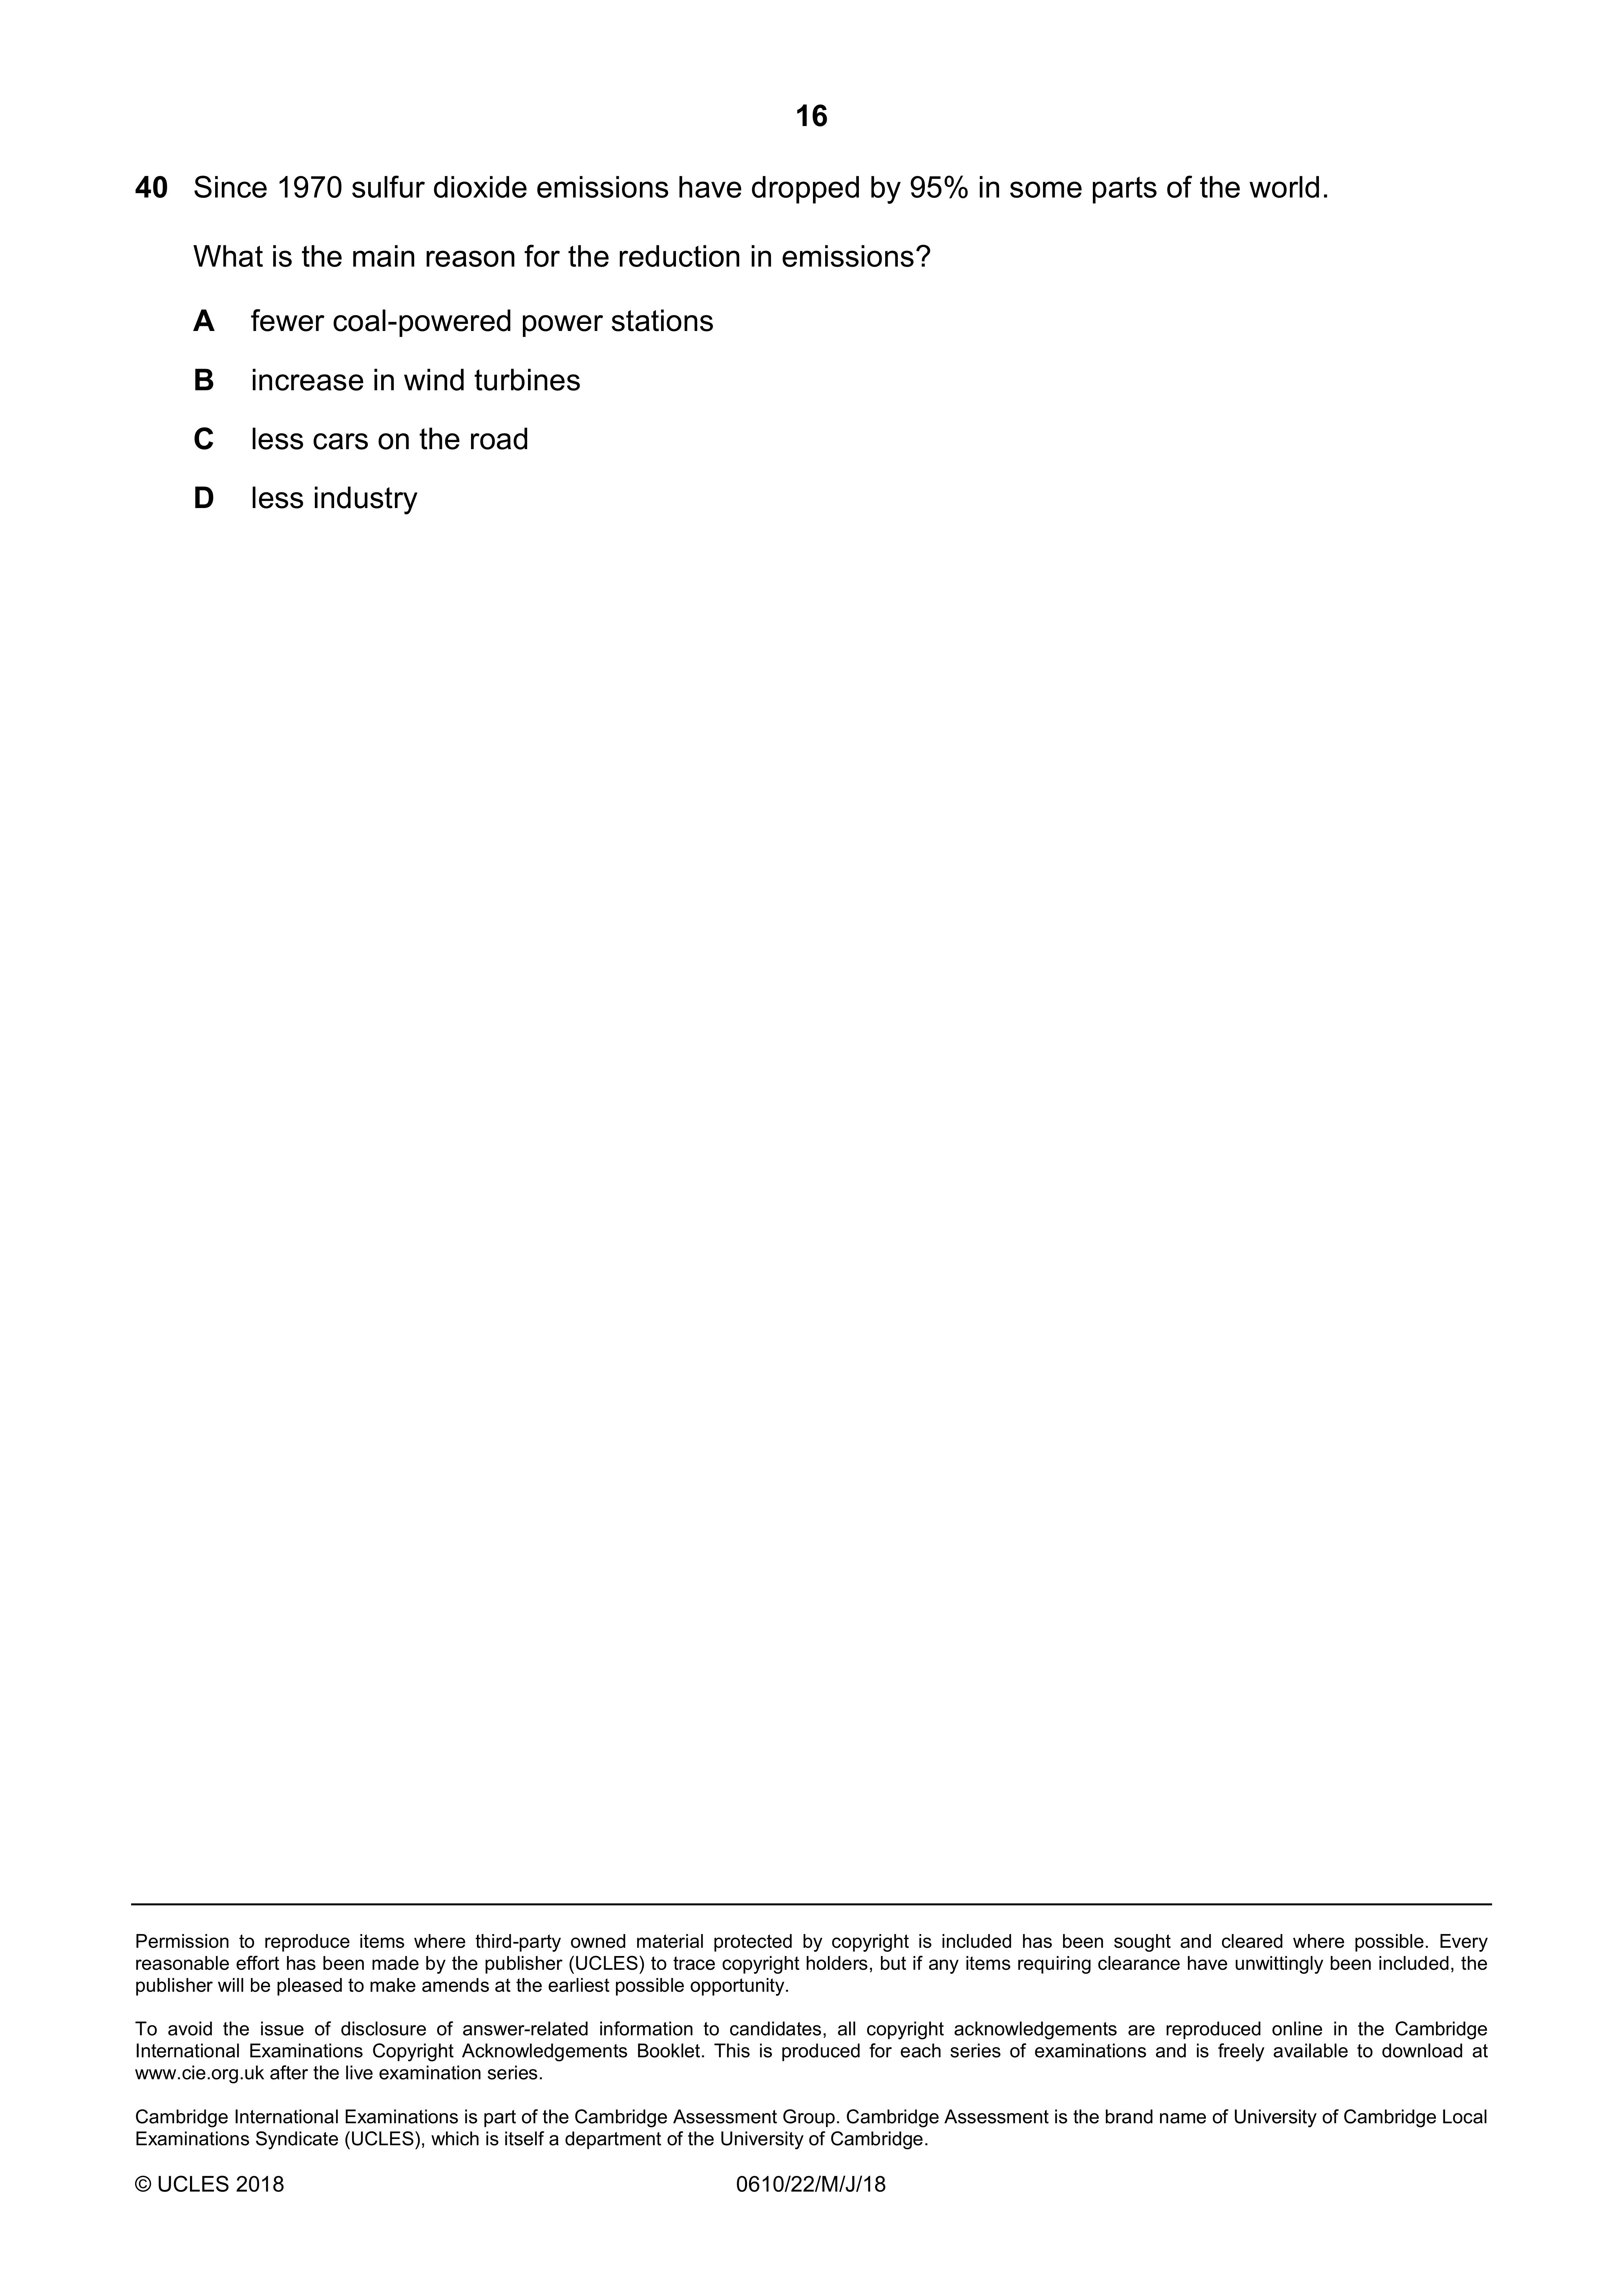 16
40 Since 1970 sulfur dioxide emissions have dropped by 95% in some parts of the world.
What is the main reason for the reduction in emissions?
A fewer coal-powered power stations
B increase in wind turbines
C less cars on the road
D less industry
Permission to reproduce items where third-party owned material protected by copyright is included has been sought and cleared where possible. Every
reasonable effort has been made by the publisher (UCLES) to trace copyright holders, but if any items requiring clearance have unwittingly been included, the
publisher will be pleased to make amends at the earliest possible opportunity.
To avoid the issue of disclosure of answer-related information to candidates, all copyright acknowledgements are reproduced online in the Cambridge
International Examinations Copyright Acknowledgements Booklet. This is produced for each series of examinations and is freely available to download at
www.cie.org.uk after the live examination series.
Cambridge International Examinations is part of the Cambridge Assessment Group. Cambridge Assessment is the brand name of University of Cambridge Local
Examinations Syndicate (UCLES), which is itself a department of the University of Cambridge.
© UCLES 2018 0610/22/M/J/18